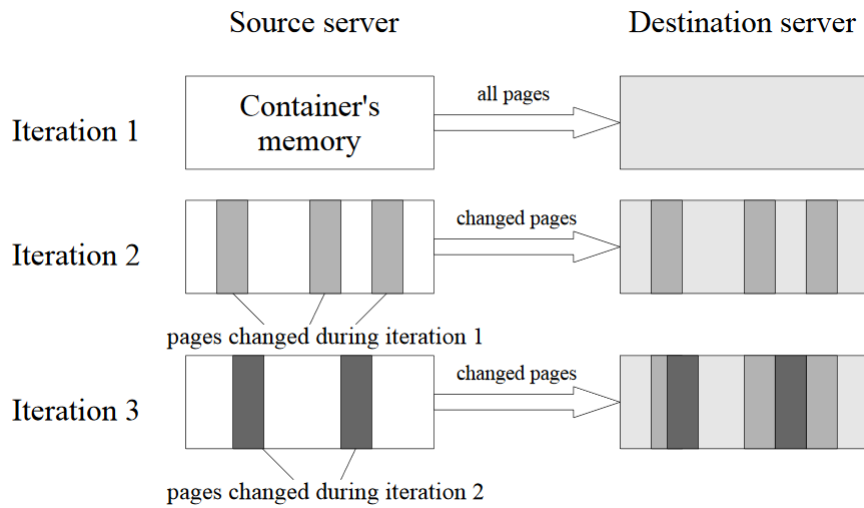 Source server
Destination server
Iteration 1
Container's
memory
all pages
Iteration 2
changed pages
pages changed during iteration 1
Iteration 3
changed pages
pages changed during iteration 2